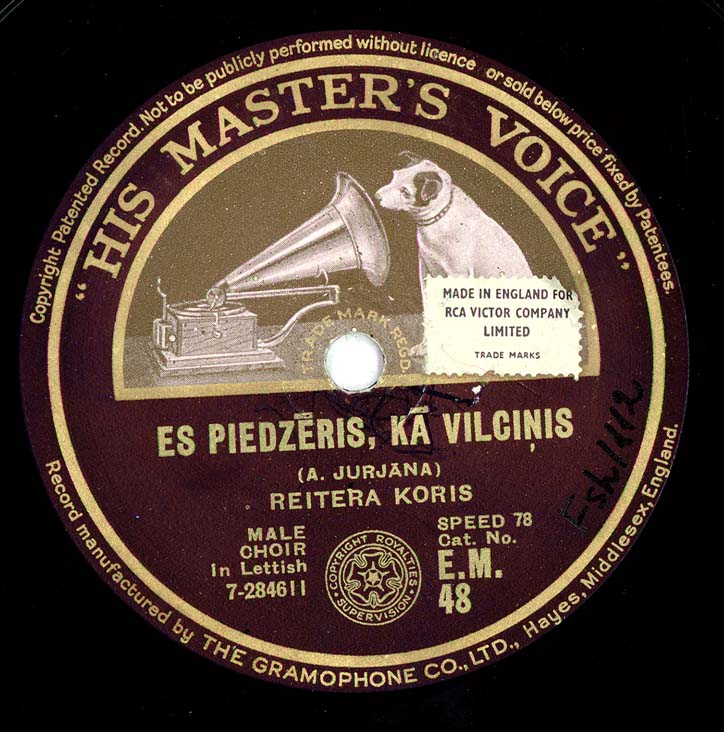 Copyright Patented Record. Not to be publicly performed without licence or sold below price fixed by Patentees.
"HIS MASTER'S VOICE"
MADE IN ENGLAND FOR
RCA VICTOR COMPANY
LIMITED
TRADE MARKS
TRADE MARK REGD.
ES PIEDZĒRIS, KĀ VILCIŅIS
(A. JURJĀNA)
REITERA KORIS
MALE
CHOIR
In Lettish
7-284611
COPYRIGHT ROYALTIES
SUPERVISION
SPEED 78
Cat. No.
E.M.
48
Record manufactured by THE GRAMOPHONE CO., LTD., Hayes, Middlesex, England.